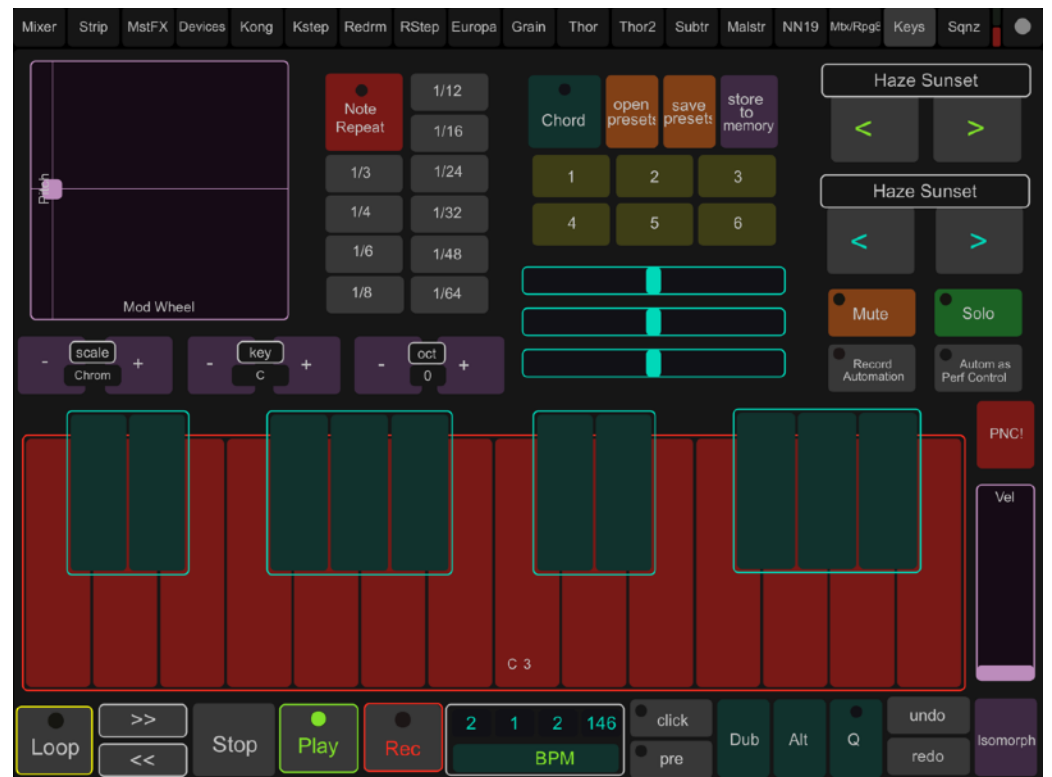 Mixer Strip MstFX Devices Kong Kstep Redrm RStep Europa Grain Thor Thor2 Subtr Malstr NN19 Mtx/Rpg8 Keys Sqnz
Haze Sunset
< >
Note
Repeat
1/12
1/16
1/3 1/24
1/4 1/32
1/6 1/48
1/8 1/64
Chord
open
presets
save
presets
store
to
memory
1 2 3
4 5 6
Haze Sunset
< >
Pitch
Mod Wheel
Mute Solo
Record
Automation
Autom as
Perf Control
- scale +
Chrom
- key +
C
- oct +
0
PNC!
Vel
C 3
Loop
>>
<<
Stop
Play
Rec
2 1 2 146
BPM
click
pre
Dub
Alt
Q
undo
redo
Isomorph